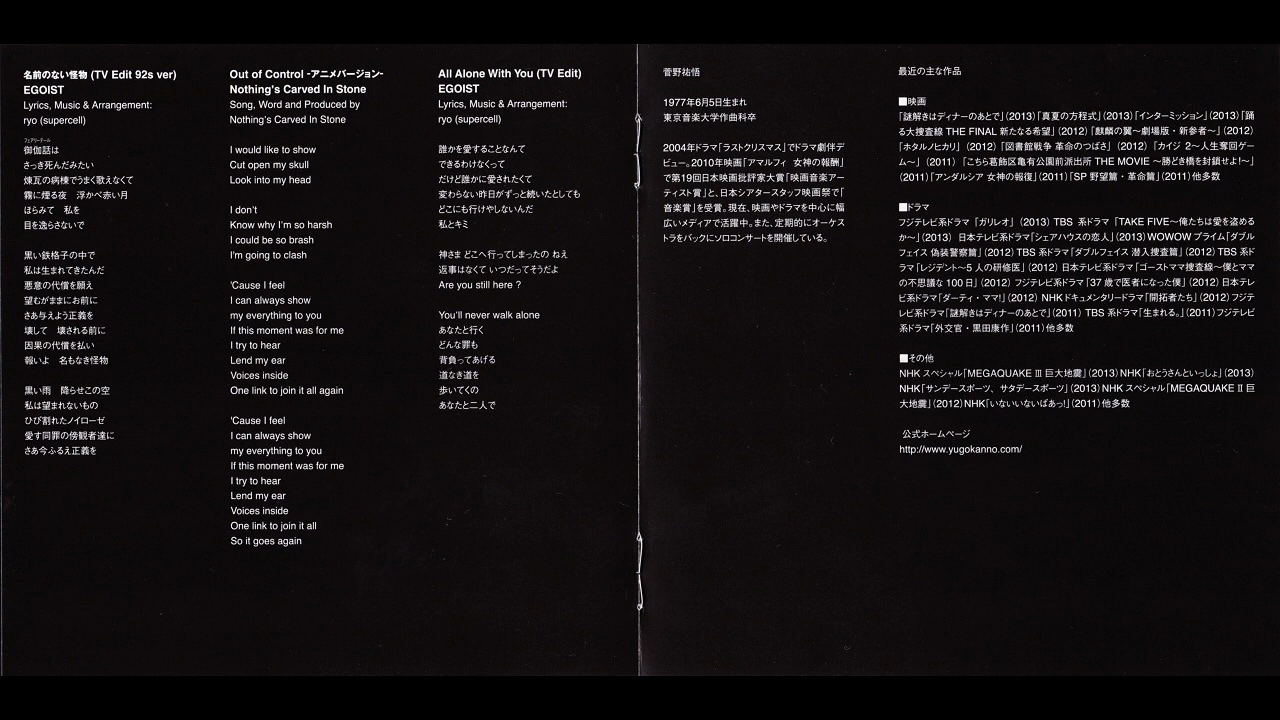 名前のない怪物 (TV Edit 92s ver)
EGOIST
Lyrics, Music & Arrangement:
ryo (supercell)
フェアリーテール
御伽話は
さっき死んだみたい
煉瓦の病棟でうまく歌えなくて
霧に煙る夜　浮かべ赤い月
ほらみて　私を
目を逸らさないで
黒い鉄格子の中で
私は生まれてきたんだ
悪意の代償を願え
望むがままにお前に
さあ与えよう正義を
壊して　壊される前に
因果の代償を払い
報いよ　名もなき怪物
黒い雨　降らせこの空
私は望まれないもの
ひび割れたノイローゼ
愛す同罪の傍観者達に
さあ今ふるえ正義を
Out of Control -アニメバージョン-
Nothing's Carved In Stone
Song, Word and Produced by
Nothing's Carved In Stone
I would like to show
Cut open my skull
Look into my head
I don't
Know why I'm so harsh
I could be so brash
I'm going to clash
'Cause I feel
I can always show
my everything to you
If this moment was for me
I try to hear
Lend my ear
Voices inside
One link to join it all again
'Cause I feel
I can always show
my everything to you
If this moment was for me
I try to hear
Lend my ear
Voices inside
One link to join it all
So it goes again
All Alone With You (TV Edit)
EGOIST
Lyrics, Music & Arrangement:
ryo (supercell)
誰かを愛することなんて
できるわけなくって
だけど誰かに愛されたくて
変わらない昨日がずっと続いたとしても
どこにも行けやしないんだ
私とキミ
神さま どこへ行ってしまったの ねえ
返事はなくて いつだってそうだよ
Are you still here ?
You'll never walk alone
あなたと行く
どんな罪も
背負ってあげる
道なき道を
歩いてくの
あなたと二人で
菅野祐悟
1977年6月5日生まれ
東京音楽大学作曲科卒
2004年ドラマ「ラストクリスマス」でドラマ劇伴デ
ビュー。2010年映画「アマルフィ　女神の報酬」
で第19回日本映画批評家大賞「映画音楽アー
ティスト賞」と、日本シアタースタッフ映画祭で「
音楽賞」を受賞。現在、映画やドラマを中心に幅
広いメディアで活躍中。また、定期的にオーケス
トラをバックにソロコンサートを開催している。
最近の主な作品
■映画
「謎解きはディナーのあとで」（2013）「真夏の方程式」（2013）「インターミッション」（2013）「踊
る大捜査線 THE FINAL 新たなる希望」（2012）「麒麟の翼〜劇場版・新参者〜」（2012）
「ホタルノヒカリ」（2012）「図書館戦争 革命のつばさ」（2012）「カイジ 2〜人生奪回ゲー
ム〜」（2011）「こちら葛飾区亀有公園前派出所 THE MOVIE 〜勝どき橋を封鎖せよ!〜」
（2011）「アンダルシア 女神の報復」（2011）「SP 野望篇・革命篇」（2011）他多数
■ドラマ
フジテレビ系ドラマ「ガリレオ」（2013）TBS 系ドラマ「TAKE FIVE〜俺たちは愛を盗める
か〜」（2013） 日本テレビ系ドラマ「シェアハウスの恋人」（2013）WOWOW プライム「ダブル
フェイス 偽装警察篇」（2012）TBS 系ドラマ「ダブルフェイス 潜入捜査篇」（2012）TBS 系ド
ラマ「レジデント〜5 人の研修医」（2012）日本テレビ系ドラマ「ゴーストママ捜査線〜僕とママ
の不思議な 100 日」（2012）フジテレビ系ドラマ「37 歳で医者になった僕」（2012）日本テレ
ビ系ドラマ「ダーティ・ママ!」（2012）NHKドキュメンタリードラマ「開拓者たち」（2012）フジテ
レビ系ドラマ「謎解きはディナーのあとで」（2011）TBS 系ドラマ「生まれる。」（2011）フジテレビ
系ドラマ「外交官・黒田康作」（2011）他多数
■その他
NHK スペシャル「MEGAQUAKE Ⅲ 巨大地震」（2013）NHK「おとうさんといっしょ」（2013）
NHK「サンデースポーツ、サタデースポーツ」（2013）NHK スペシャル「MEGAQUAKE Ⅱ 巨
大地震」（2012）NHK「いないいないばあっ!」（2011）他多数
公式ホームページ
http://www.yugokanno.com/